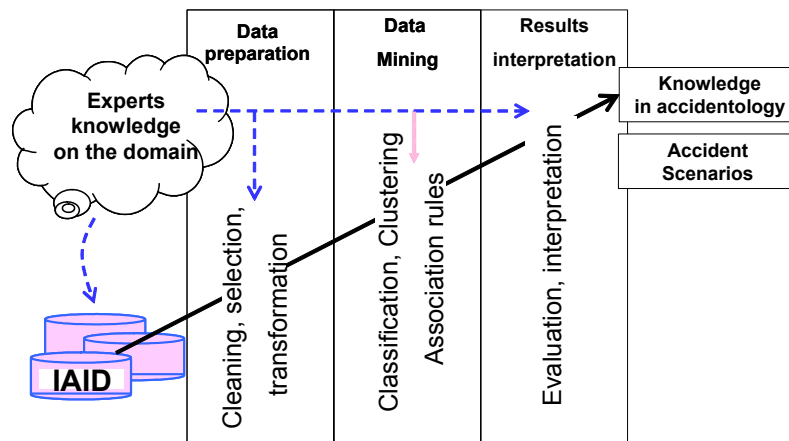 Data
preparation
Data
Mining
Results
interpretation
Experts
knowledge
on the domain
Knowledge
in accidentology
Accident
Scenarios
Cleaning, selection,
transformation
Classification, Clustering
Association rules
Evaluation, interpretation
IAID